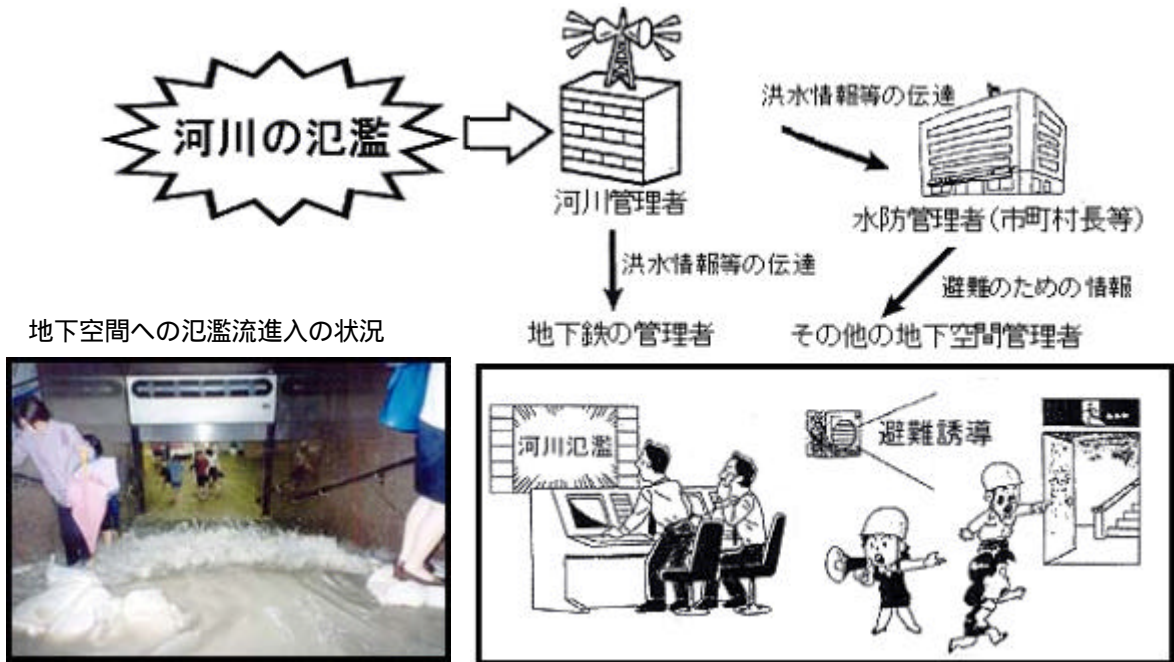 河川の氾濫
河川管理者
洪水情報等の伝達
水防管理者(市町村長等)
洪水情報等の伝達
避難のための情報
地下鉄の管理者
その他の地下空間管理者
地下空間への氾濫流進入の状況
河川氾濫
避難誘導